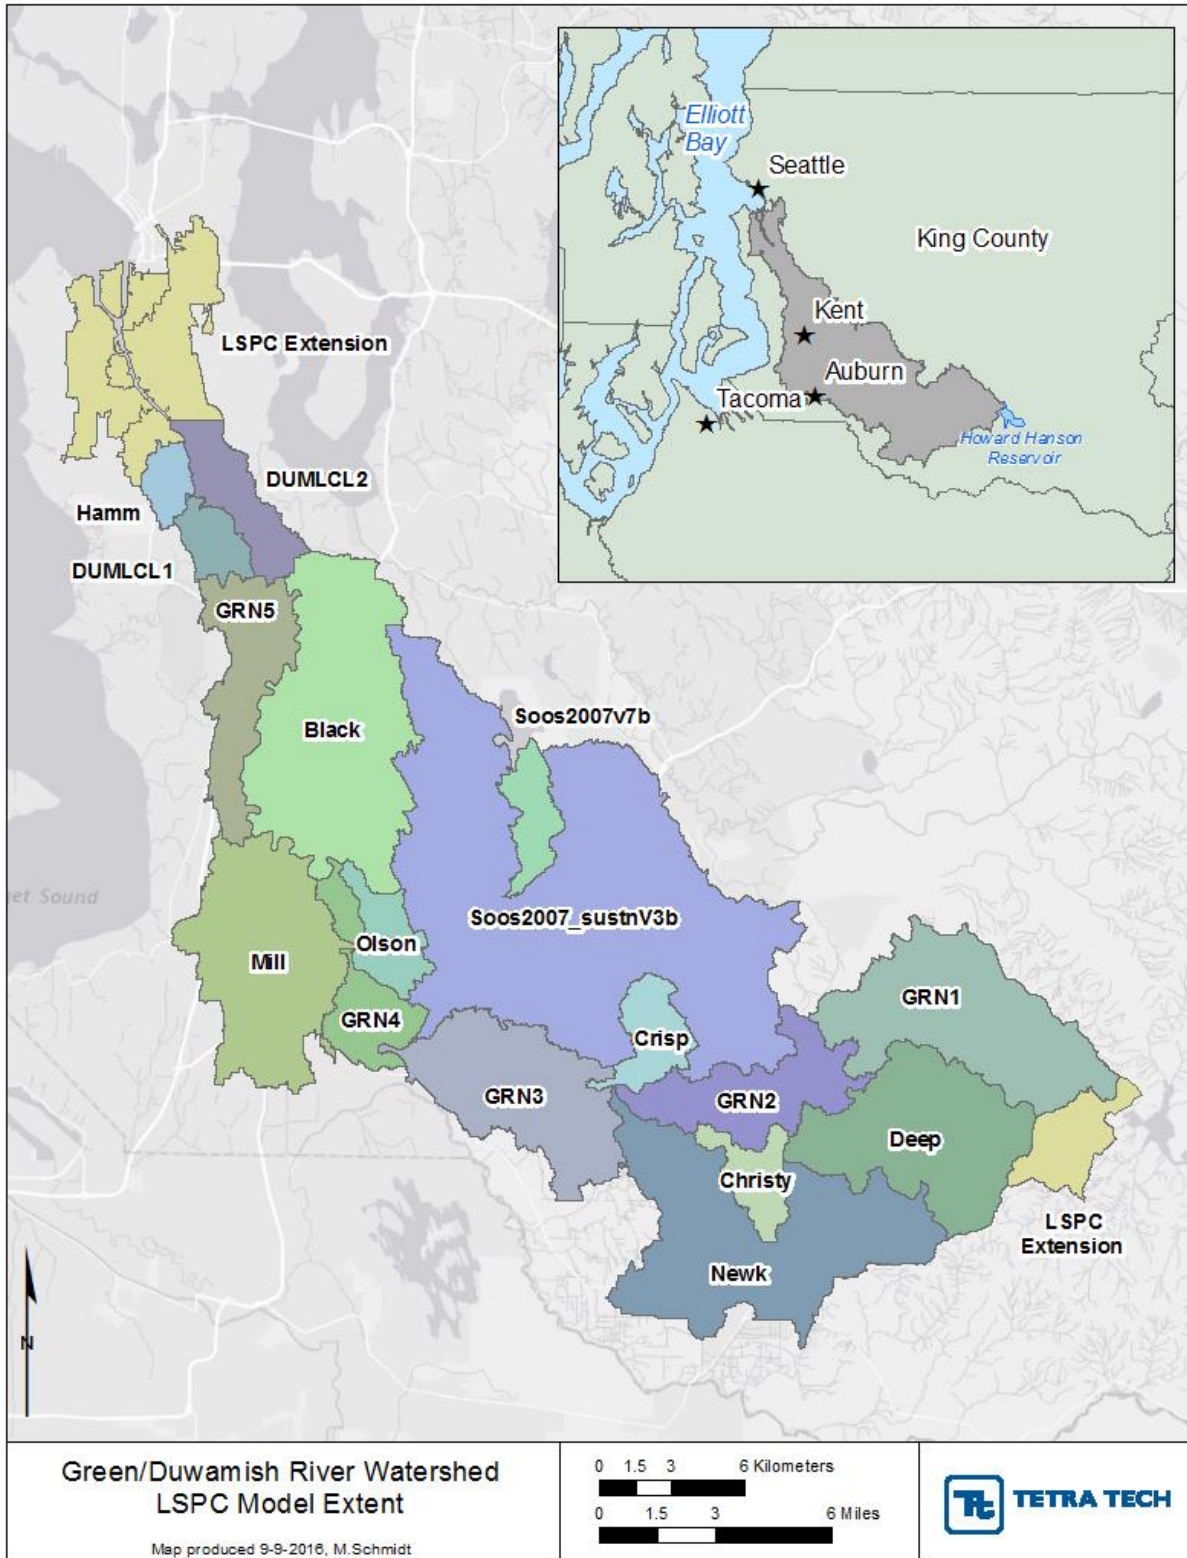 Elliott
Bay
Seattle
King County
Kent
Auburn
Tacoma
Howard Hanson
Reservoir
LSPC Extension
DUMLCL2
Hamm
DUMLCL1
GRN5
Soos2007v7b
Black
et Sound
Soos2007_sustnV3b
Olson
Mill
GRN1
GRN4
Crisp
GRN3
GRN2
Deep
Christy
LSPC
Extension
Newk
N
Green/Duwamish River Watershed
LSPC Model Extent
Map produced 9-9-2016, M.Schmidt
0 1.5 3 6 Kilometers
0 1.5 3 6 Miles
Tt TETRA TECH